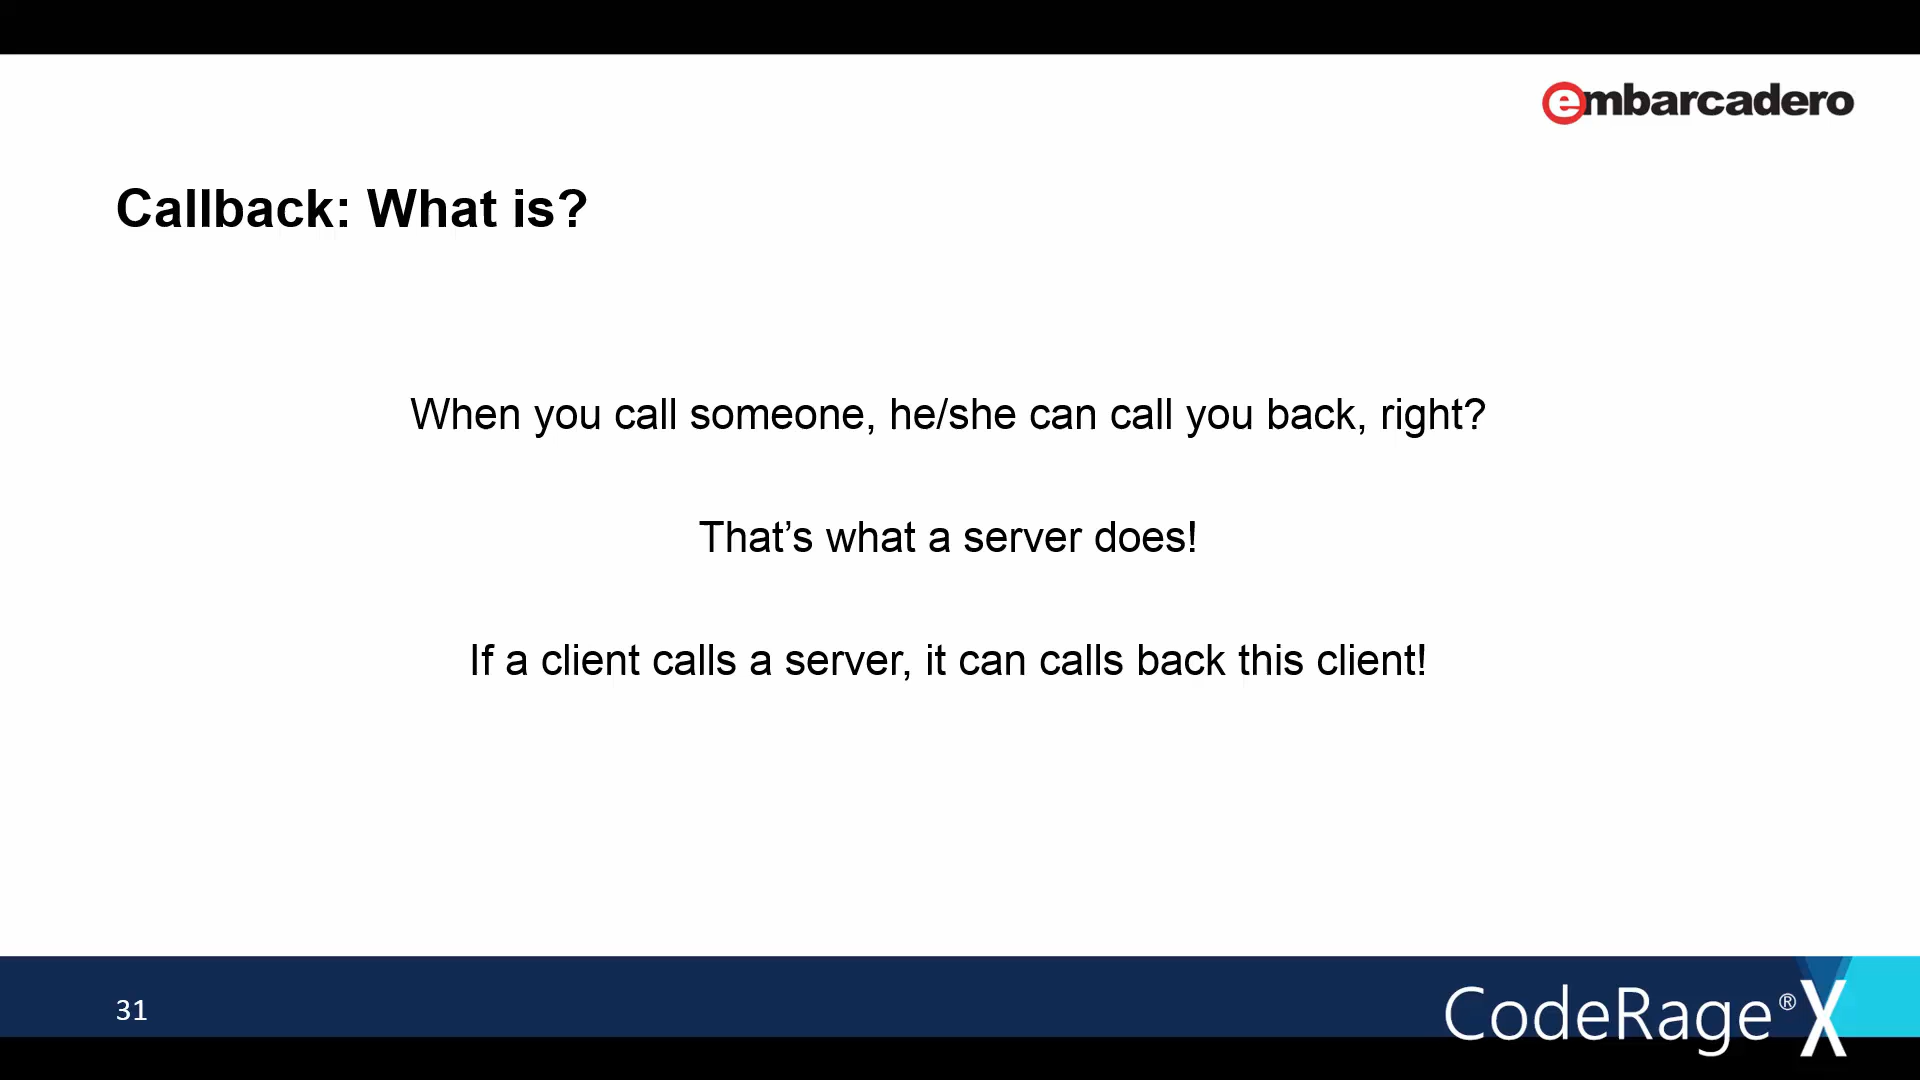 embarcadero
Callback: What is?
When you call someone, he/she can call you back, right?
That’s what a server does!
If a client calls a server, it can calls back this client!
31
CodeRage® X